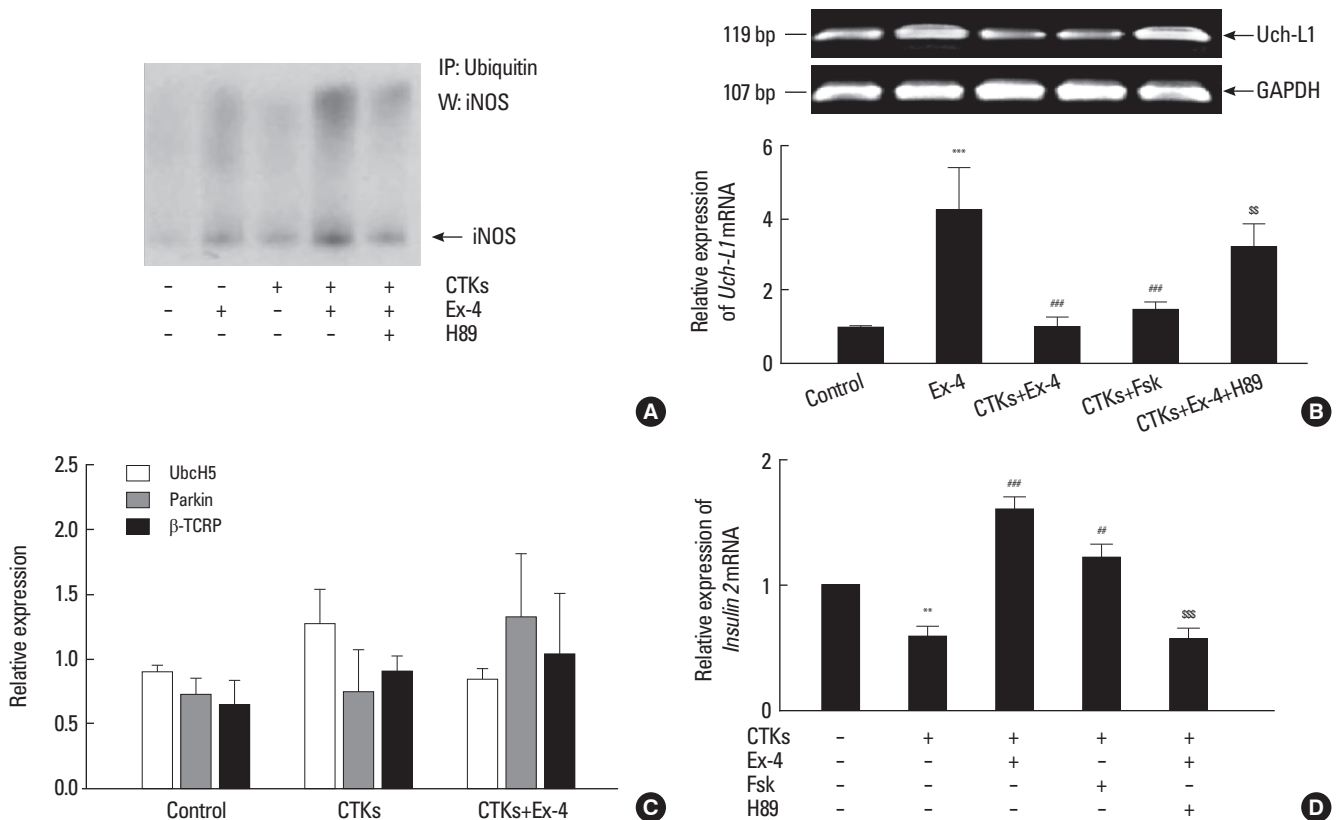 IP: Ubiquitin
W: iNOS
iNOS
– – + + + CTKs
– + – + + Ex-4
– – – – + H89
A
119 bp
Uch-L1
107 bp
GAPDH
Relative expression
of Uch-L1 mRNA
6
4
2
0
***
###
###
$$
Control
Ex-4
CTKs+Ex-4
CTKs+Fsk
CTKs+Ex-4+H89
B
Relative expression
2.5
2.0
1.5
1.0
0.5
0.0
UbcH5
Parkin
β-TCRP
Control CTKs CTKs+Ex-4
C
Relative expression of
Insulin 2 mRNA
2
1
0
**
###
##
$$$
CTKs – + + + +
Ex-4 – – + – +
Fsk – – – + –
H89 – – – – +
D